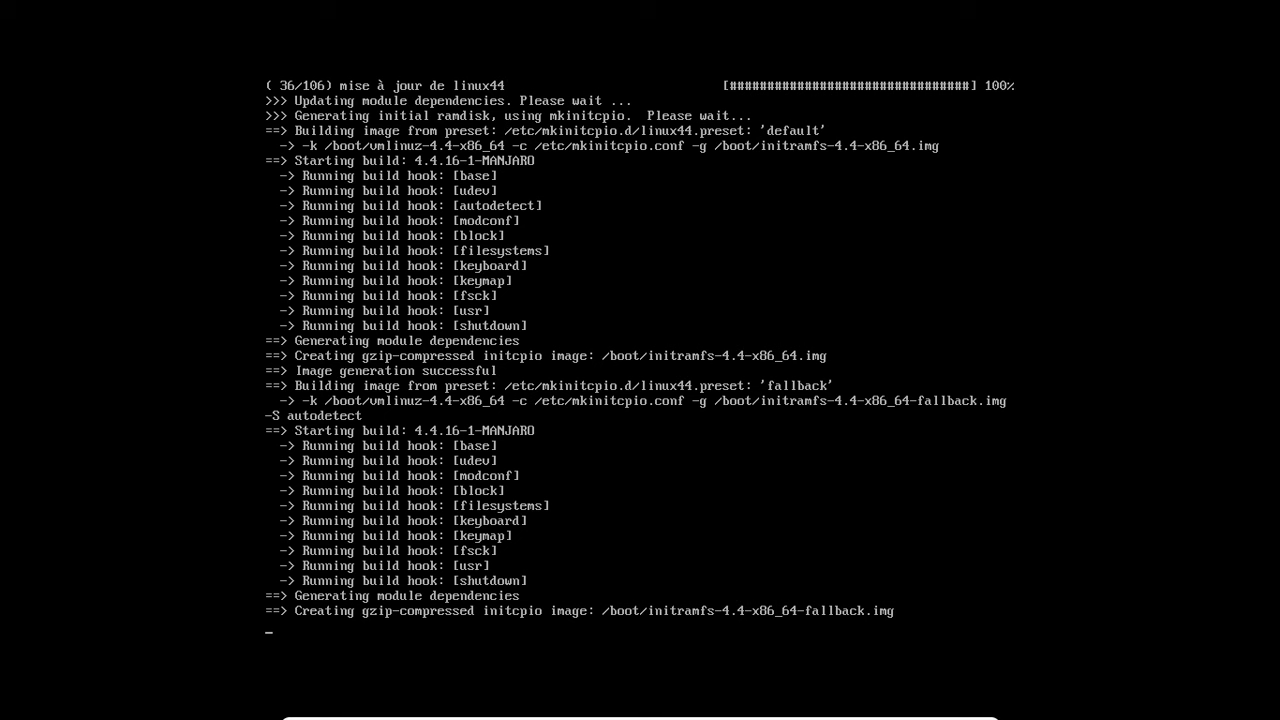 ( 36/106) mise à jour de linux44 [################################] 100%
>>> Updating module dependencies. Please wait ...
>>> Generating initial ramdisk, using mkinitcpio.  Please wait...
==> Building image from preset: /etc/mkinitcpio.d/linux44.preset: 'default'
  -> -k /boot/vmlinuz-4.4-x86_64 -c /etc/mkinitcpio.conf -g /boot/initramfs-4.4-x86_64.img
==> Starting build: 4.4.16-1-MANJARO
  -> Running build hook: [base]
  -> Running build hook: [udev]
  -> Running build hook: [autodetect]
  -> Running build hook: [modconf]
  -> Running build hook: [block]
  -> Running build hook: [filesystems]
  -> Running build hook: [keyboard]
  -> Running build hook: [keymap]
  -> Running build hook: [fsck]
  -> Running build hook: [usr]
  -> Running build hook: [shutdown]
==> Generating module dependencies
==> Creating gzip-compressed initcpio image: /boot/initramfs-4.4-x86_64.img
==> Image generation successful
==> Building image from preset: /etc/mkinitcpio.d/linux44.preset: 'fallback'
  -> -k /boot/vmlinuz-4.4-x86_64 -c /etc/mkinitcpio.conf -g /boot/initramfs-4.4-x86_64-fallback.img
-S autodetect
==> Starting build: 4.4.16-1-MANJARO
  -> Running build hook: [base]
  -> Running build hook: [udev]
  -> Running build hook: [modconf]
  -> Running build hook: [block]
  -> Running build hook: [filesystems]
  -> Running build hook: [keyboard]
  -> Running build hook: [keymap]
  -> Running build hook: [fsck]
  -> Running build hook: [usr]
  -> Running build hook: [shutdown]
==> Generating module dependencies
==> Creating gzip-compressed initcpio image: /boot/initramfs-4.4-x86_64-fallback.img
_